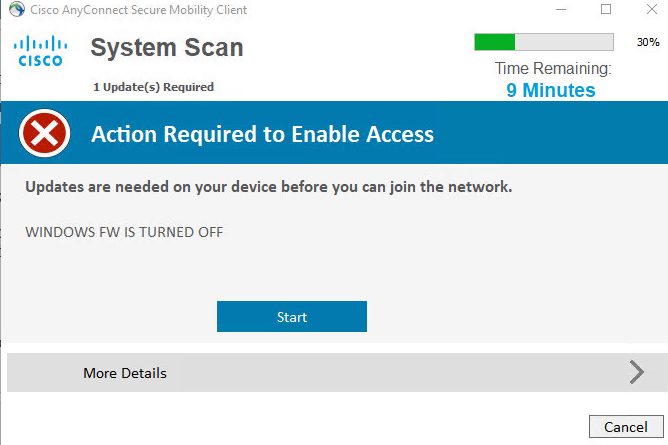 Cisco AnyConnect Secure Mobility Client
CISCO
System Scan
30%
Time Remaining:
9 Minutes
1 Update(s) Required
Action Required to Enable Access
Updates are needed on your device before you can join the network.
WINDOWS FW IS TURNED OFF
Start
More Details
Cancel